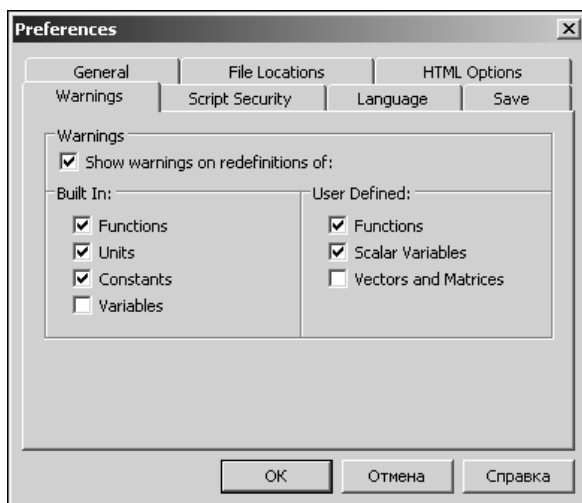 Preferences
General File Locations HTML Options
Warnings Script Security Language Save
Warnings
Show warnings on redefinitions of:
Built In: User Defined:
Functions Functions
Units Scalar Variables
Constants Vectors and Matrices
Variables
OK Отмена Справка